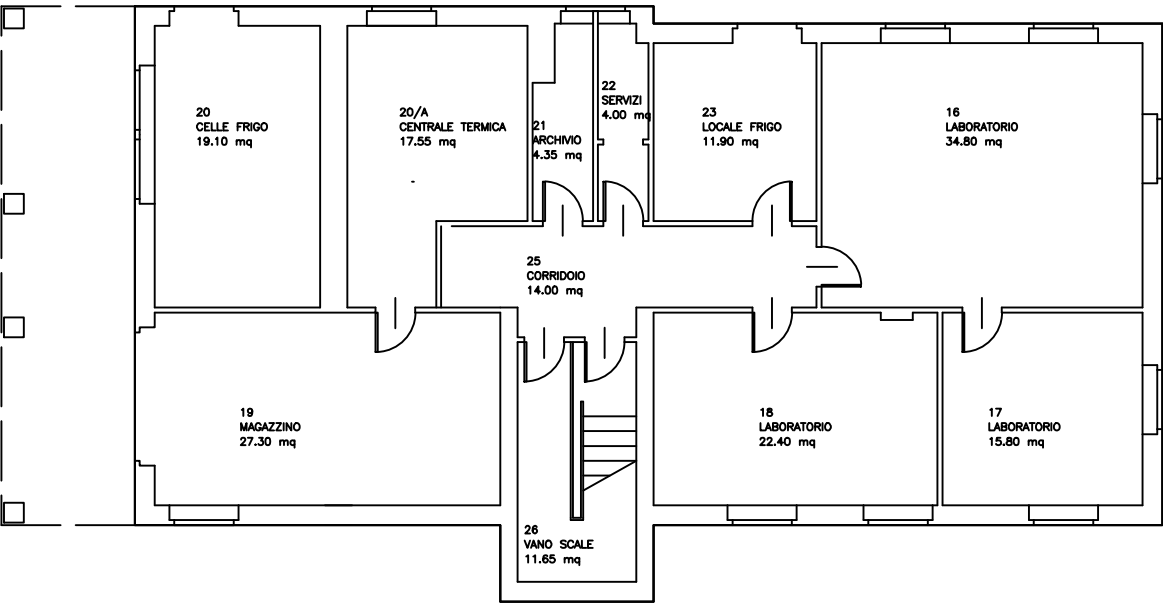 20
CELLE FRIGO
19.10 mq
20/A
CENTRALE TERMICA
17.55 mq
21
ARCHIVIO
4.35 mq
22
SERVIZI
4.00 mq
23
LOCALE FRIGO
11.90 mq
16
LABORATORIO
34.80 mq
25
CORRIDOIO
14.00 mq
19
MAGAZZINO
27.30 mq
18
LABORATORIO
22.40 mq
17
LABORATORIO
15.80 mq
26
VANO SCALE
11.65 mq